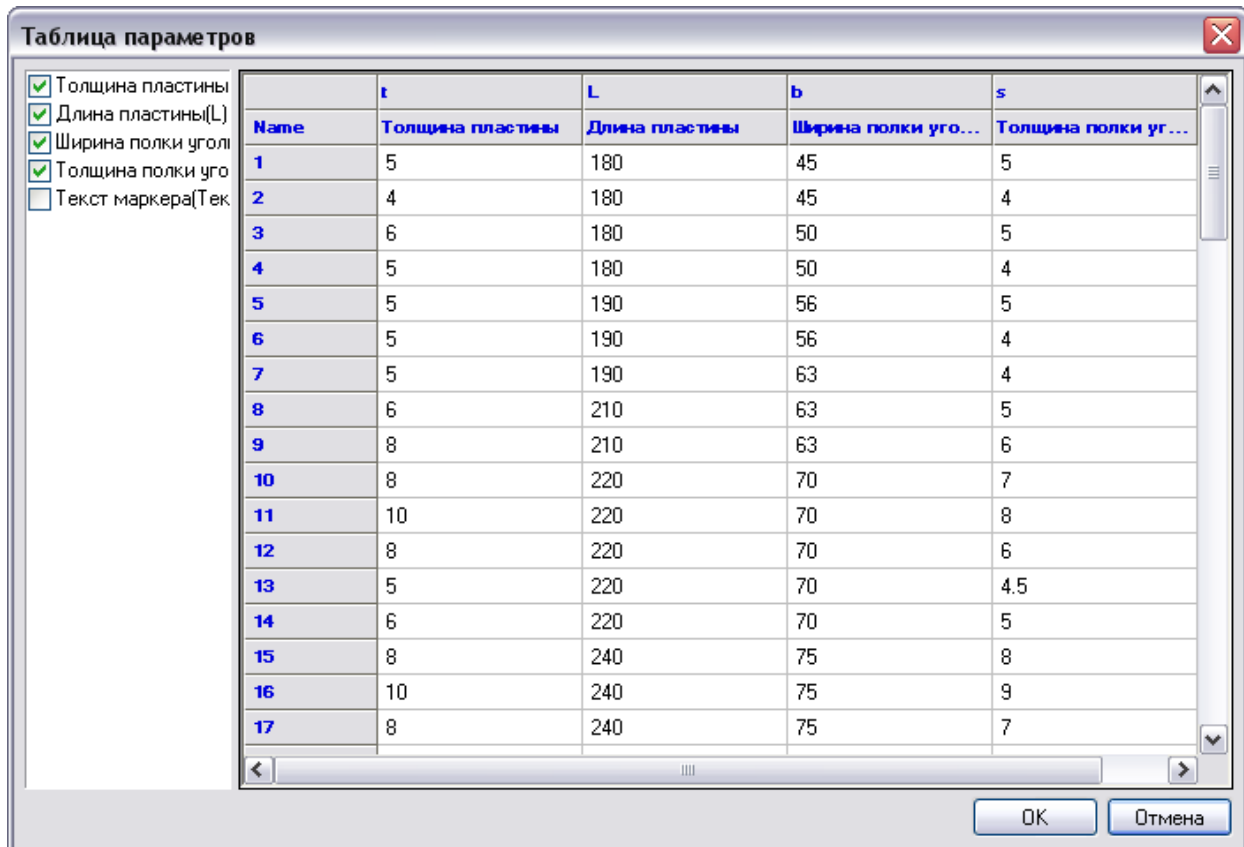 Таблица параметров
Толщина пластины
Длина пластины(L)
Ширина полки угол
Толщина полки уго
Текст маркера(Тек
t L b s
Name Толщина пластины Длина пластины Ширина полки уго... Толщина полки уг...
1 5 180 45 5
2 4 180 45 4
3 6 180 50 5
4 5 180 50 4
5 5 190 56 5
6 5 190 56 4
7 5 190 63 4
8 6 210 63 5
9 8 210 63 6
10 8 220 70 7
11 10 220 70 8
12 8 220 70 6
13 5 220 70 4.5
14 6 220 70 5
15 8 240 75 8
16 10 240 75 9
17 8 240 75 7
OK Отмена